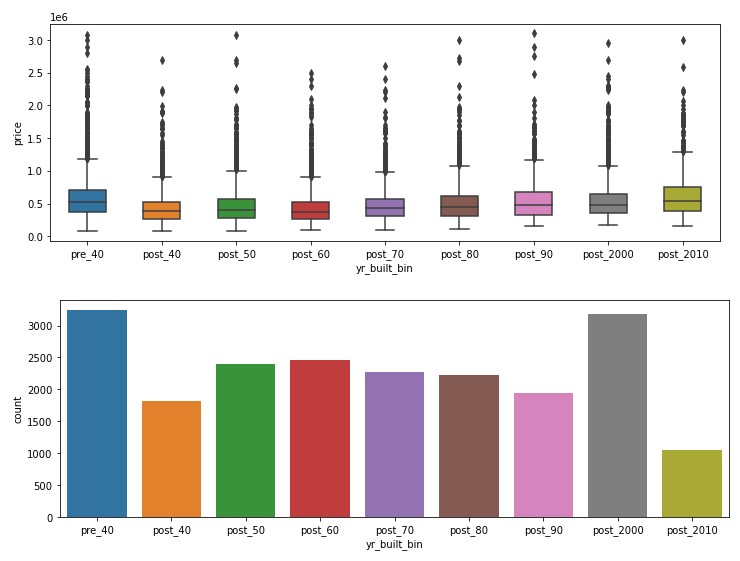 1e6
3.0
2.5
2.0
1.5
1.0
0.5
0.0
price
pre_40 post_40 post_50 post_60 post_70 post_80 post_90 post_2000 post_2010
yr_built_bin
3000
2500
2000
1500
1000
500
0
count
pre_40 post_40 post_50 post_60 post_70 post_80 post_90 post_2000 post_2010
yr_built_bin